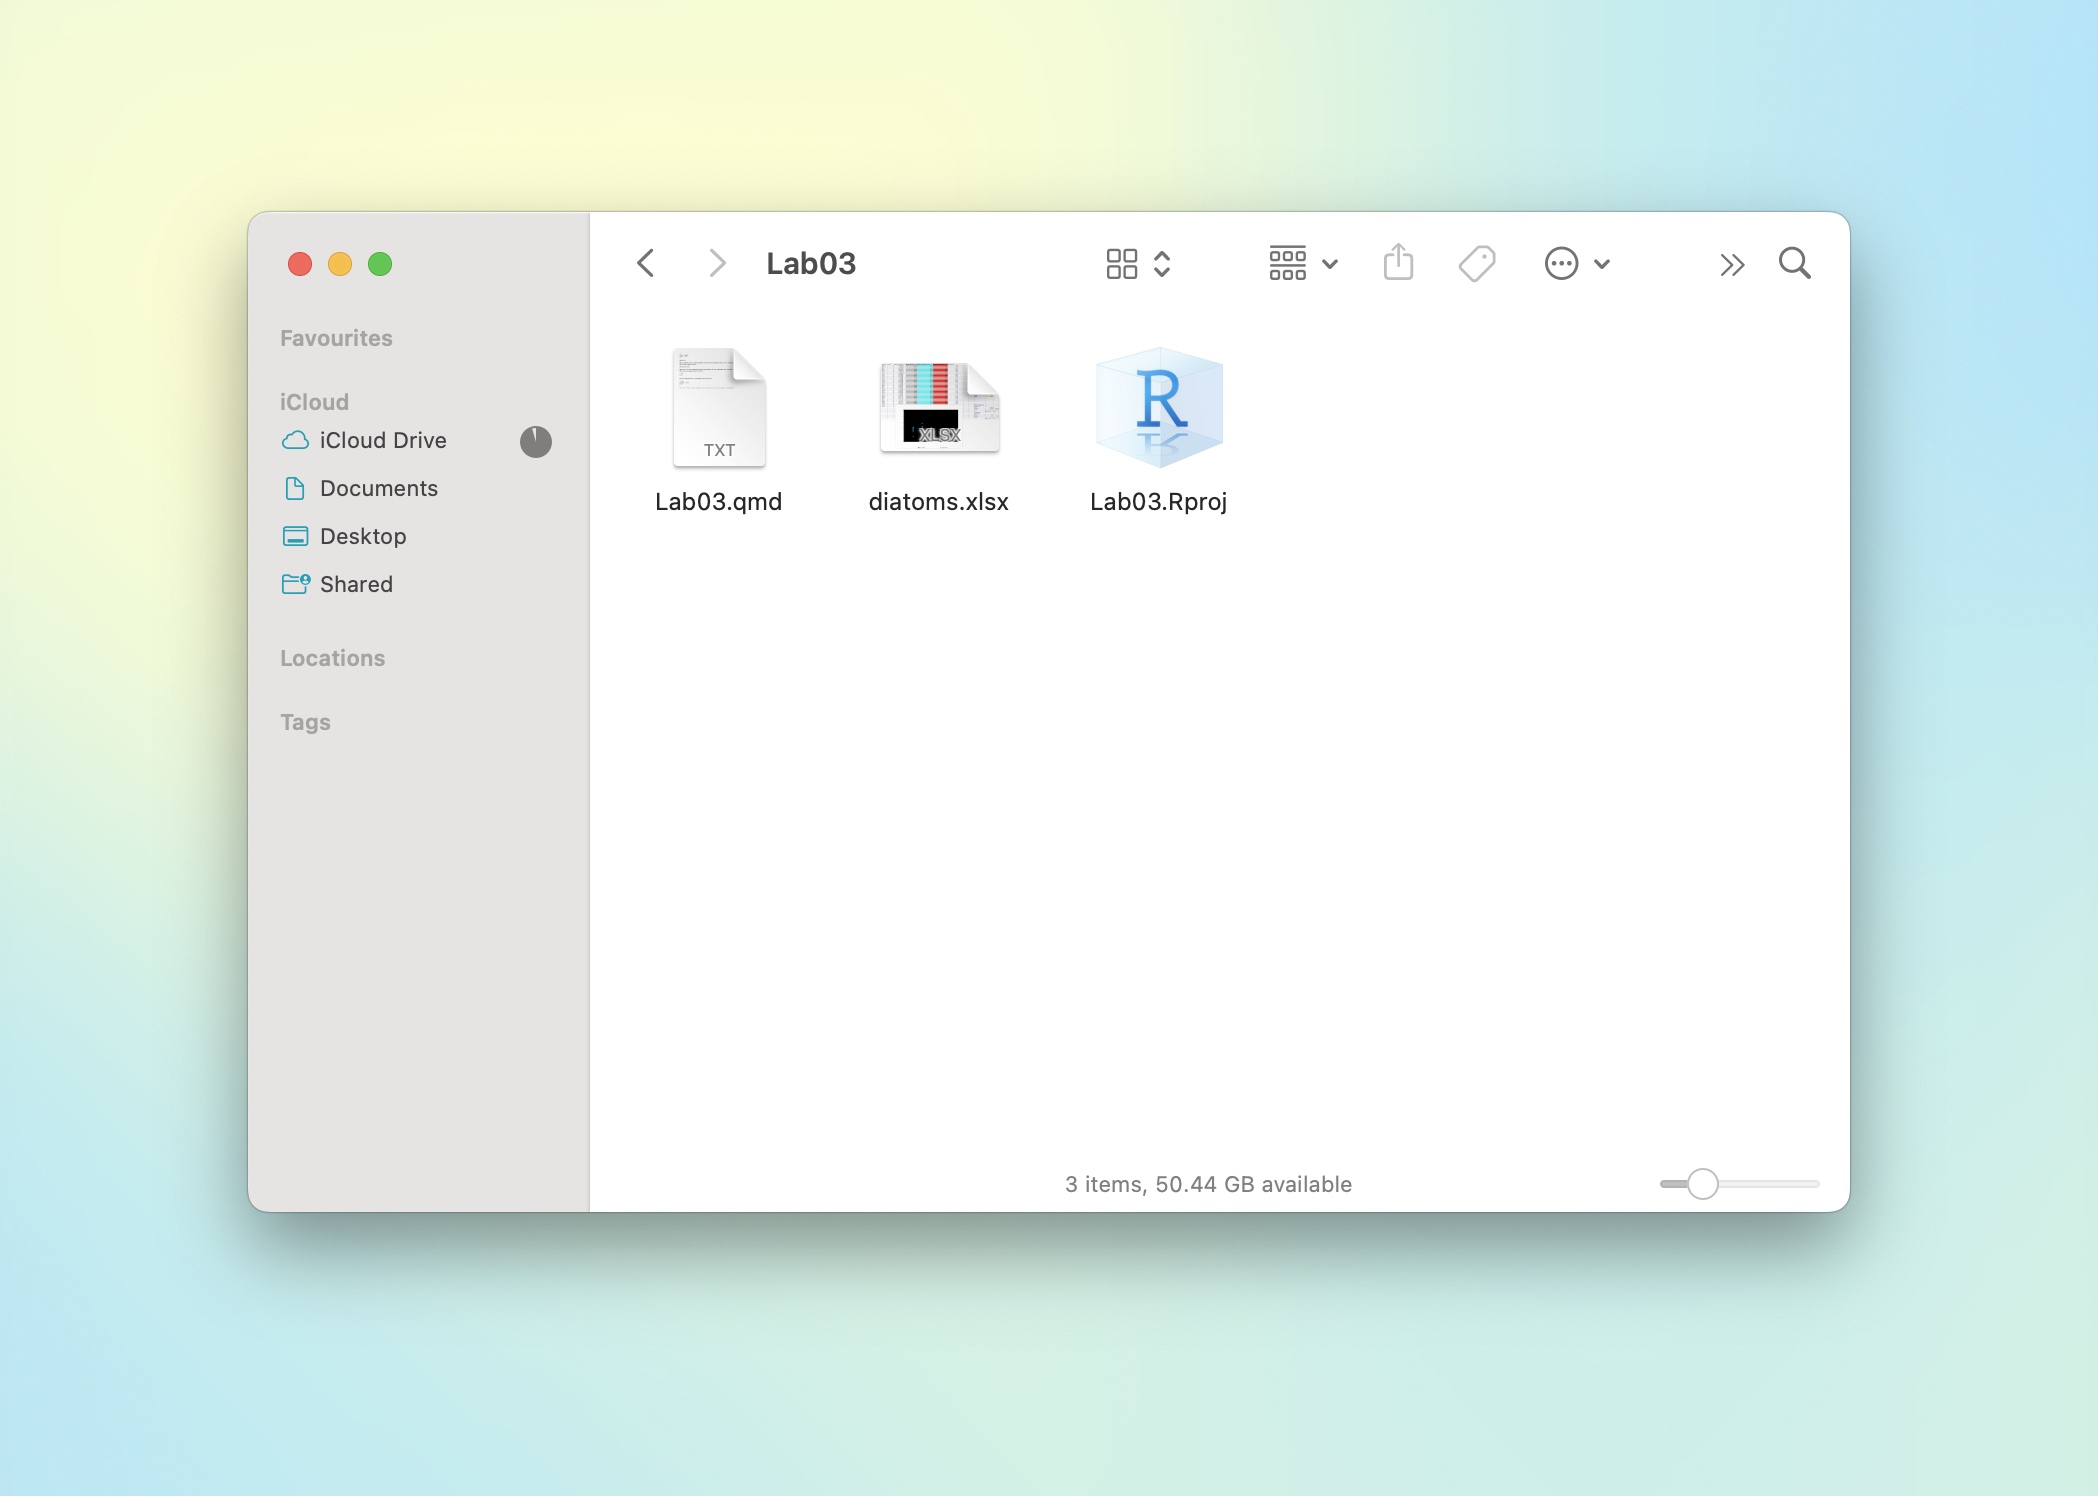 Lab03
Favourites
iCloud
iCloud Drive
Documents
Desktop
Shared
Locations
Tags
TXT
XLSX
R
Lab03.qmd
diatoms.xlsx
Lab03.Rproj
3 items, 50.44 GB available